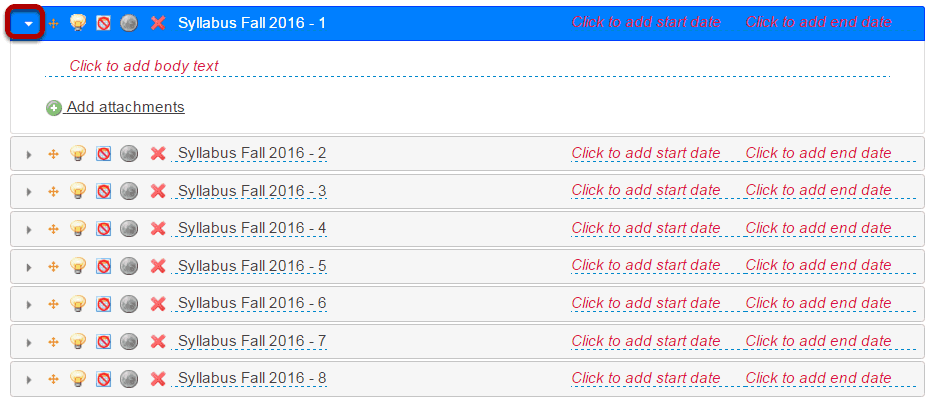 Syllabus Fall 2016 - 1 Click to add start date Click to add end date
Click to add body text
Add attachments
Syllabus Fall 2016 - 2 Click to add start date Click to add end date
Syllabus Fall 2016 - 3 Click to add start date Click to add end date
Syllabus Fall 2016 - 4 Click to add start date Click to add end date
Syllabus Fall 2016 - 5 Click to add start date Click to add end date
Syllabus Fall 2016 - 6 Click to add start date Click to add end date
Syllabus Fall 2016 - 7 Click to add start date Click to add end date
Syllabus Fall 2016 - 8 Click to add start date Click to add end date